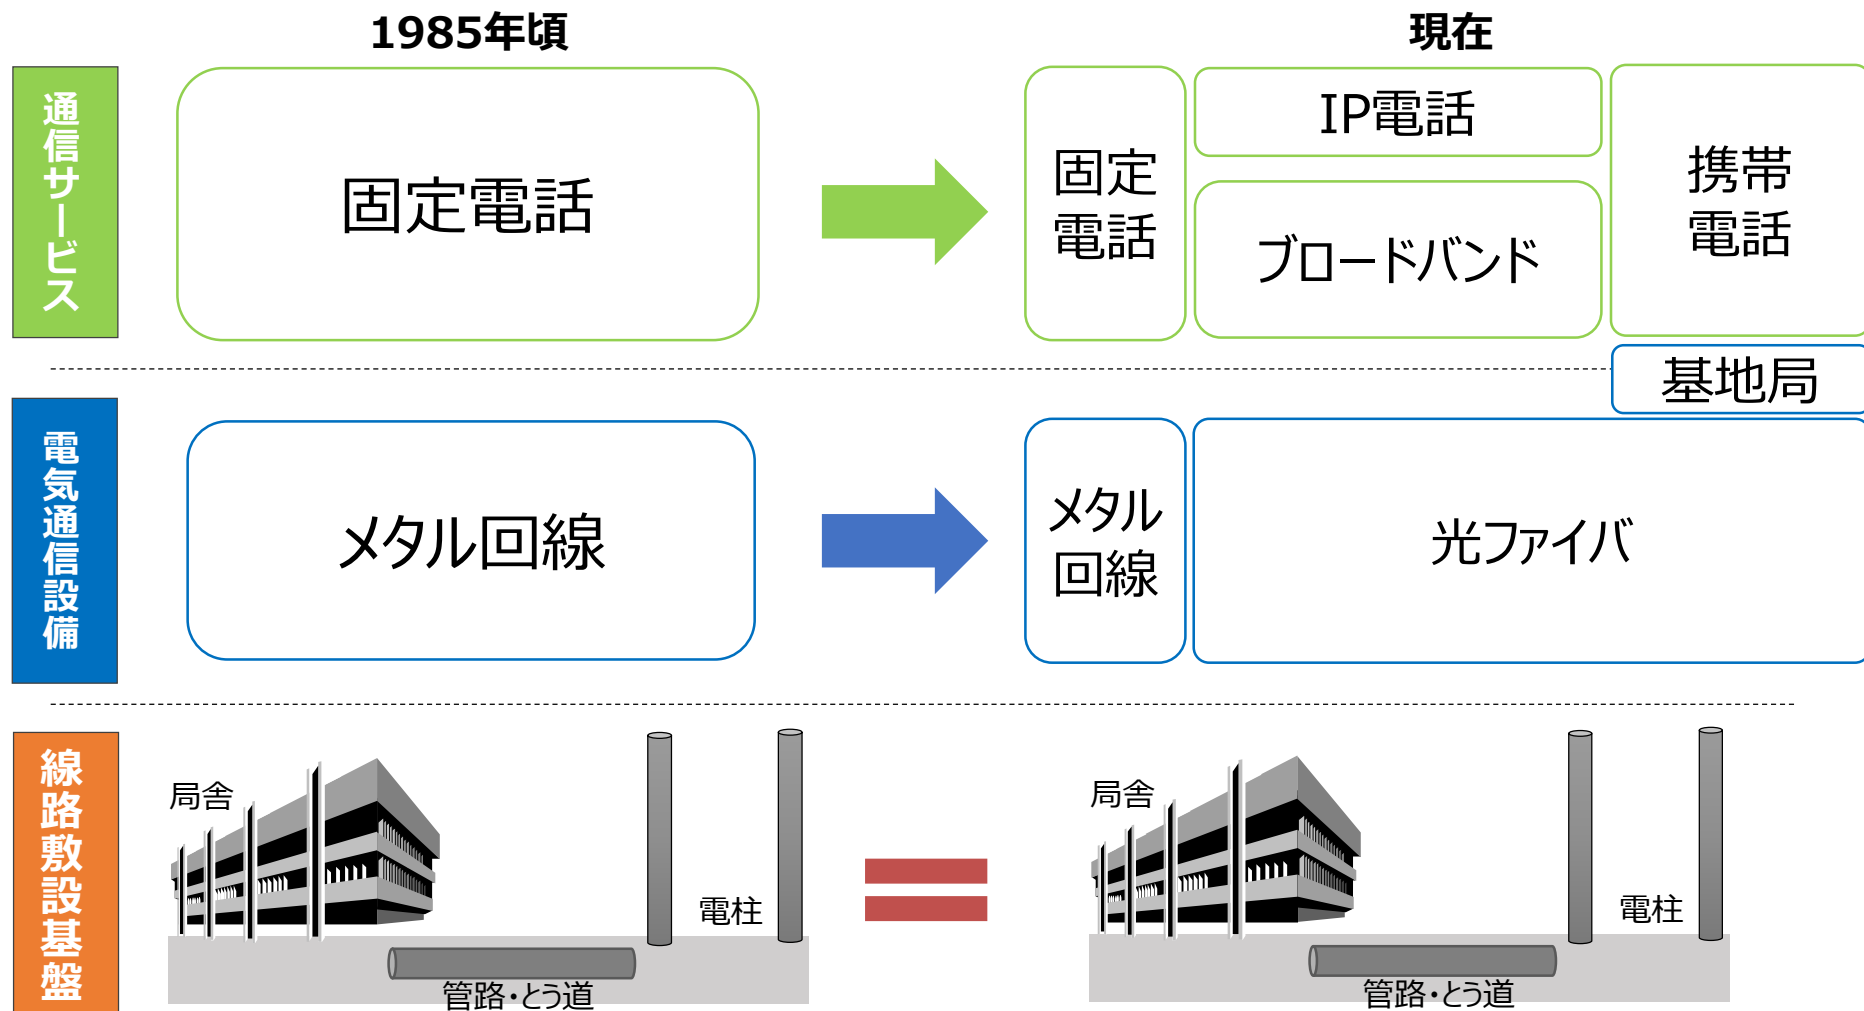 1985年頃
現在
通信サービス
固定電話
固定
電話
IP電話
ブロードバンド
携帯
電話
基地局
電気通信設備
メタル回線
メタル
回線
光ファイバ
線路敷設基盤
局舎
電柱
管路・とう道
局舎
電柱
管路・とう道